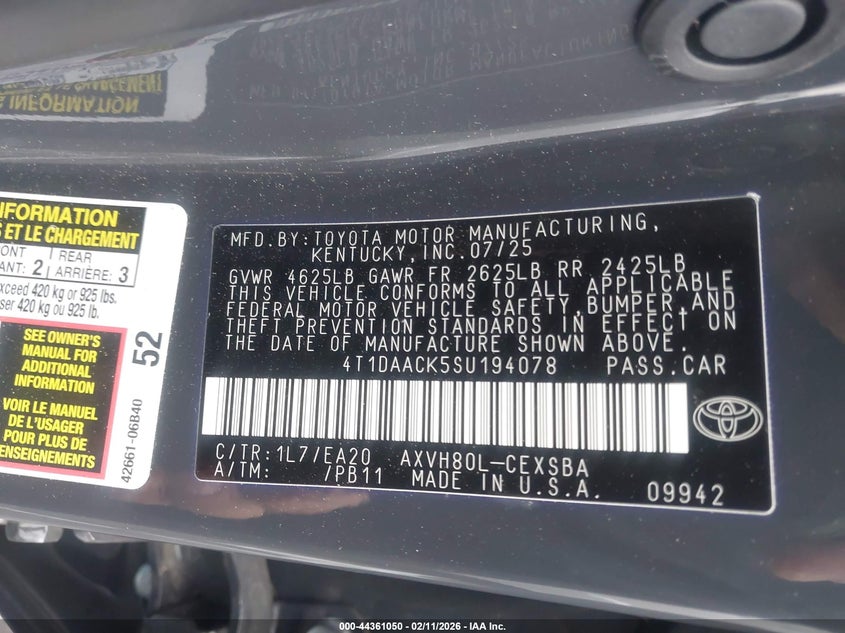 NFORMATION
S ET LE CHARGEMENT
ONT
ANT: 2
REAR
ARRIÈRE: 3
xceed 420 kg or 925 lbs.
ser 420 kg ou 925 lb.
SEE OWNER'S
MANUAL FOR
ADDITIONAL
INFORMATION
VOIR LE MANUEL
DE L'USAGER
POUR PLUS DE
RENSEIGNEMENTS
52
42661-06B40
MFD.BY:TOYOTA MOTOR MANUFACTURING,
KENTUCKY, INC. 07/25
GVWR 4625LB GAWR FR 2625LB RR 2425LB
THIS VEHICLE CONFORMS TO ALL APPLICABLE
FEDERAL MOTOR VEHICLE SAFETY,BUMPER,AND
THEFT PREVENTION STANDARDS IN EFFECT ON
THE DATE OF MANUFACTURE SHOWN ABOVE.
4T1DAACK5SU194078 PASS.CAR
C/TR:1L7/EA20 AXVH80L-CEXSBA
A/TM: /PB11 MADE IN U.S.A. 09942
000-44361050 - 02/11/2026 - IAA Inc.